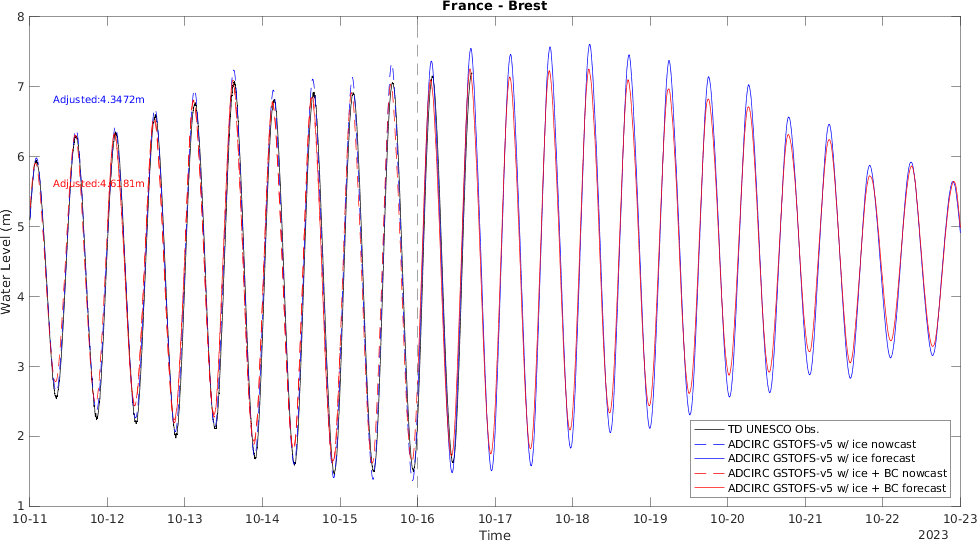 France - Brest
8
7
6
5
4
3
2
1
Water Level (m)
Adjusted:4.3472m
Adjusted:4.6181m
TD UNESCO Obs.
ADCIRC GSTOFS-v5 w/ ice nowcast
ADCIRC GSTOFS-v5 w/ ice forecast
ADCIRC GSTOFS-v5 w/ ice + BC nowcast
ADCIRC GSTOFS-v5 w/ ice + BC forecast
10-11 10-12 10-13 10-14 10-15 10-16 10-17 10-18 10-19 10-20 10-21 10-22 10-23
Time
2023